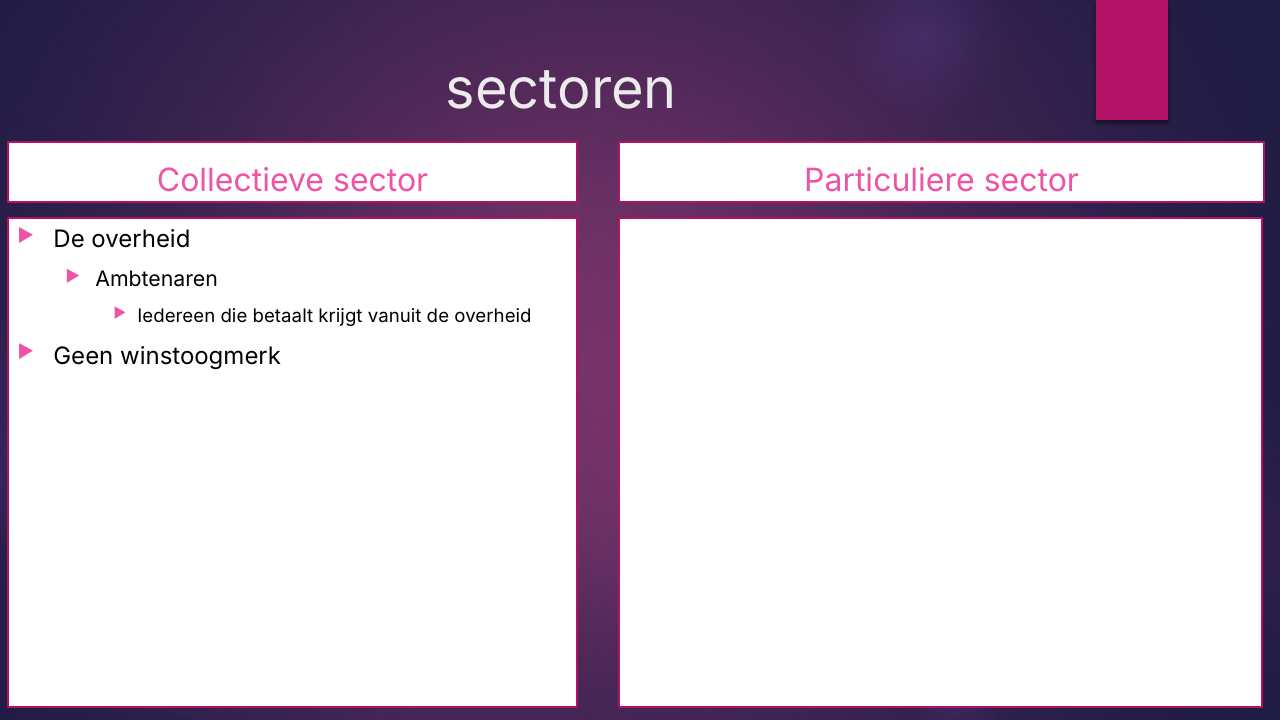 sectoren
Collectieve sector
Particuliere sector
De overheid
Ambtenaren
Iedereen die betaalt krijgt vanuit de overheid
Geen winstoogmerk